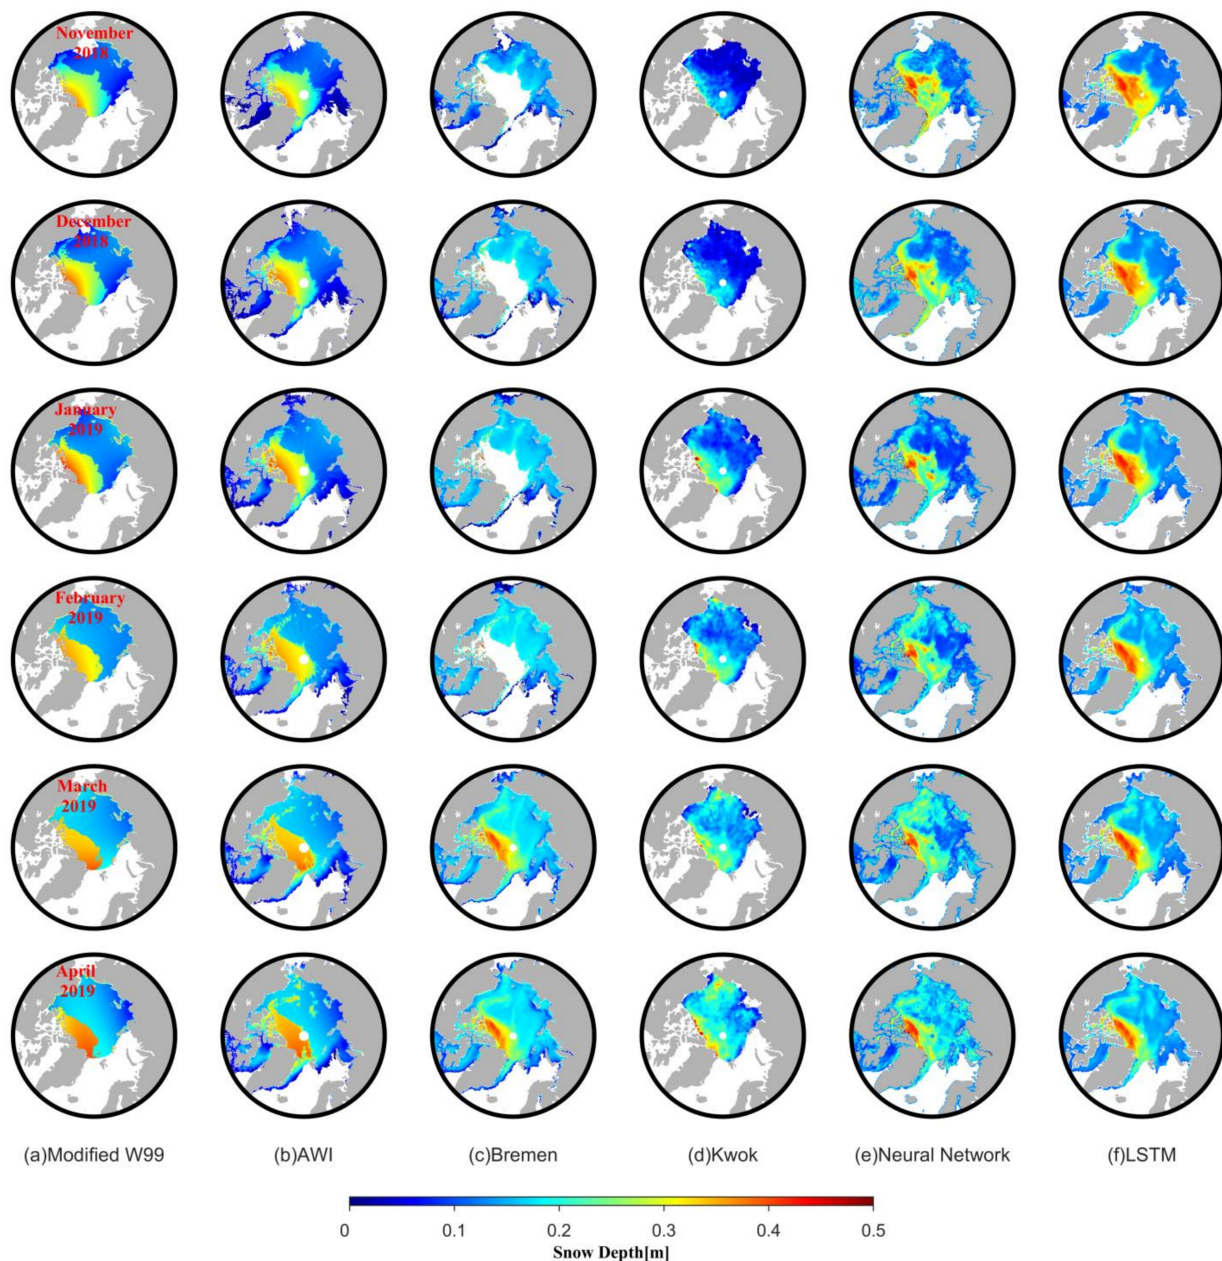 November
2018
December
2018
January
2019
February
2019
March
2019
April
2019
(a)Modified W99
(b)AWI
(c)Bremen
(d)Kwok
(e)Neural Network
(f)LSTM
0
0.1
0.2
0.3
0.4
0.5
Snow Depth[m]